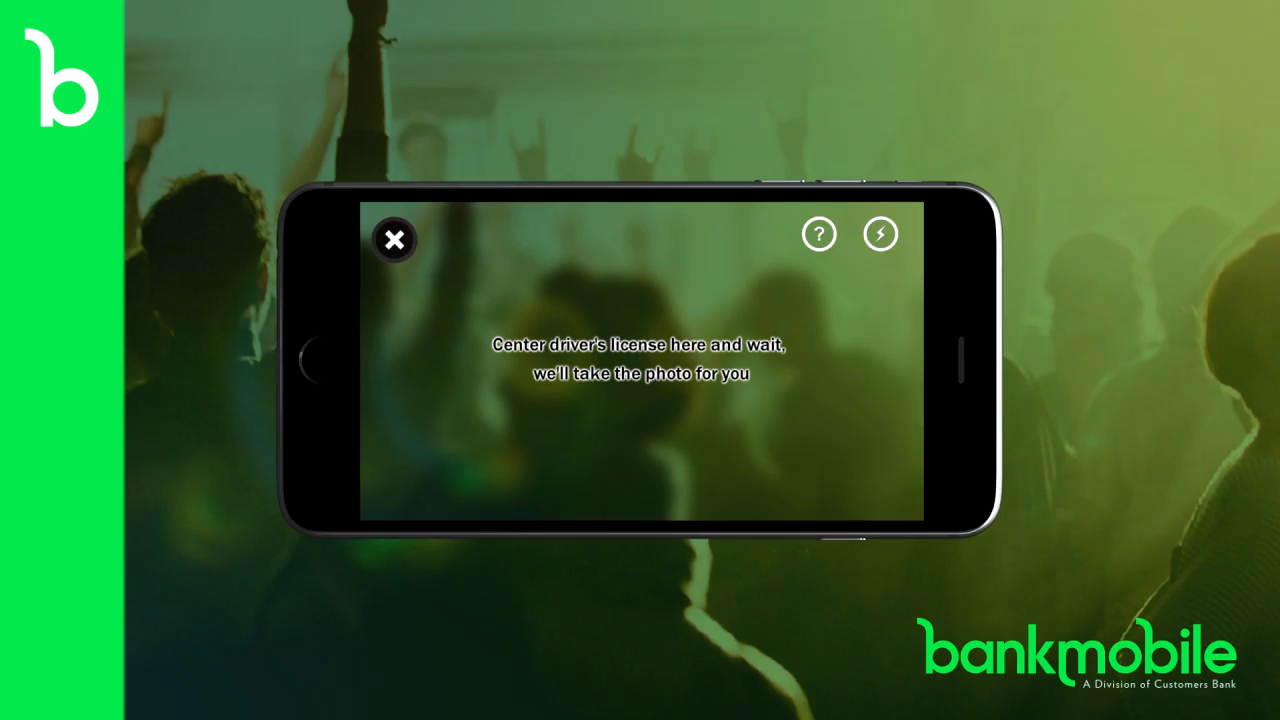 b
?
Center driver's license here and wait,
we'll take the photo for you
bankmobile
A Division of Customers Bank